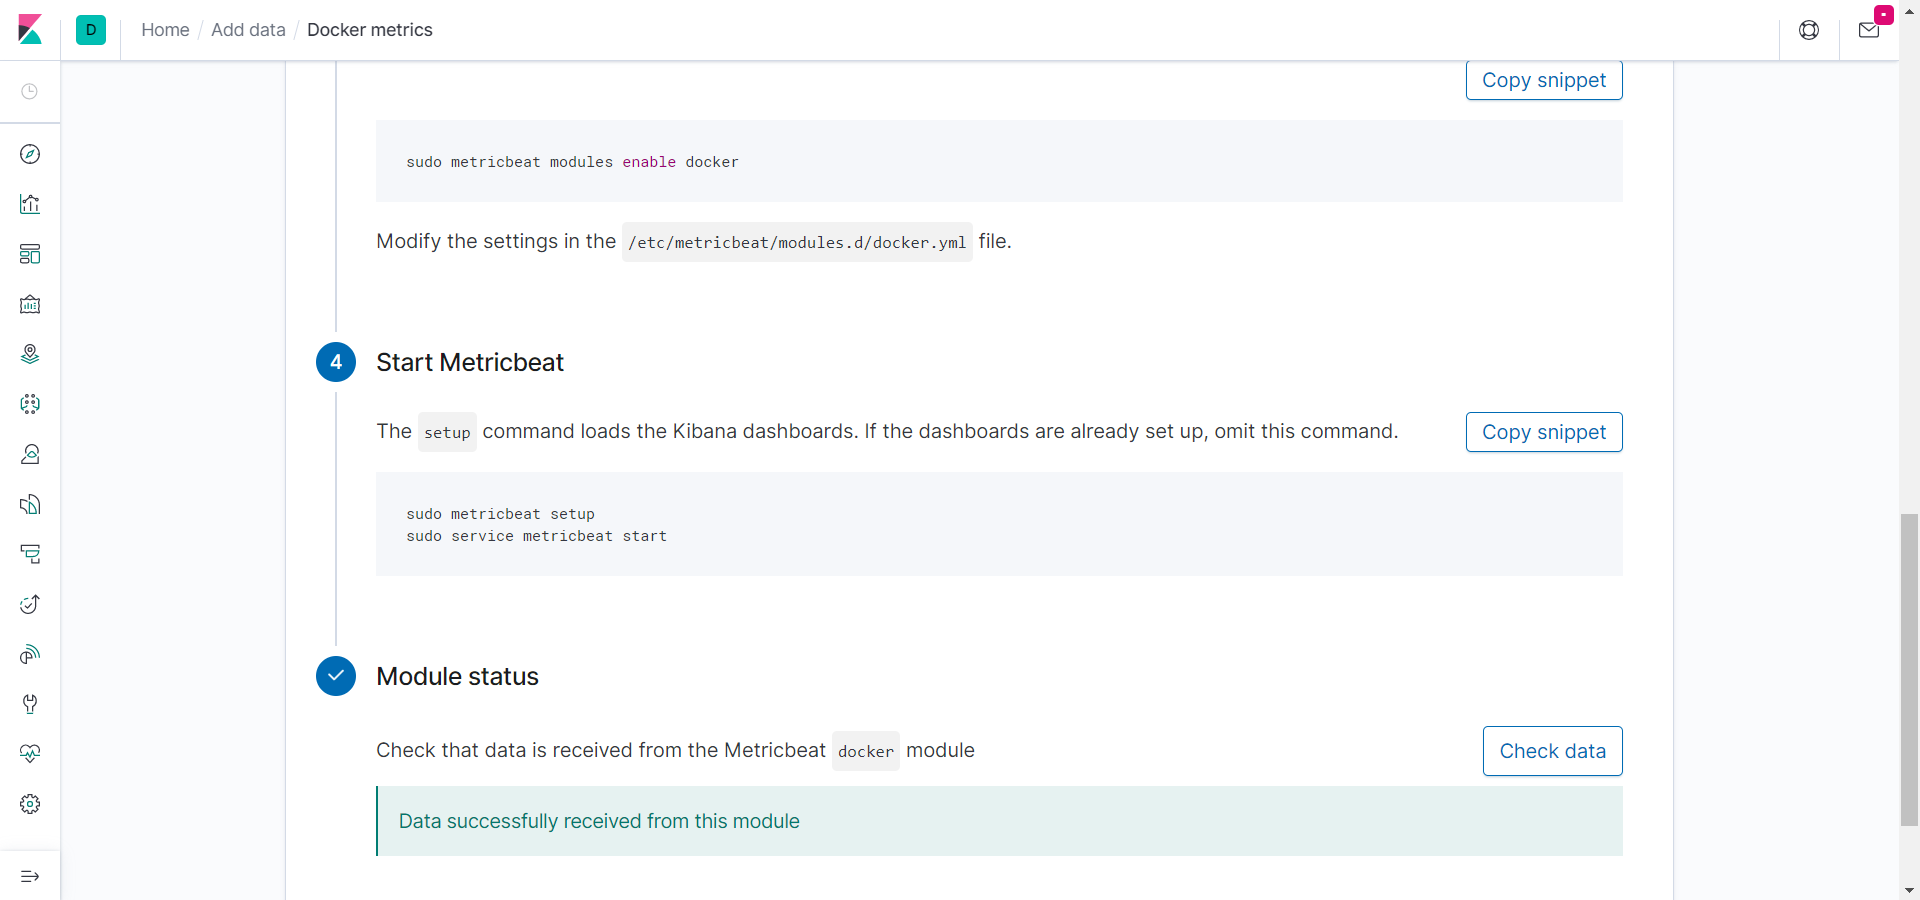 D Home / Add data / Docker metrics
Copy snippet
sudo metricbeat modules enable docker
Modify the settings in the /etc/metricbeat/modules.d/docker.yml file.
4 Start Metricbeat
The setup command loads the Kibana dashboards. If the dashboards are already set up, omit this command.
Copy snippet
sudo metricbeat setup
sudo service metricbeat start
Module status
Check that data is received from the Metricbeat docker module
Check data
Data successfully received from this module